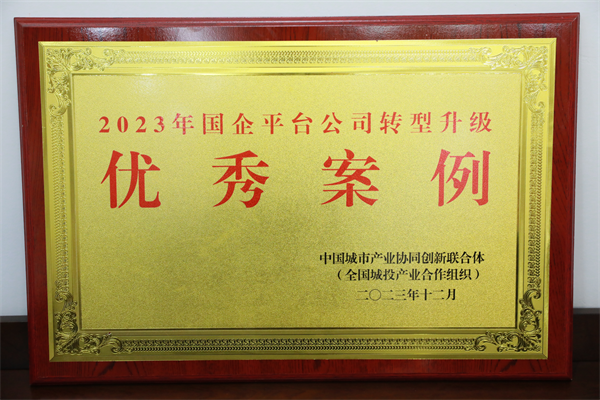 2023年国企平台公司转型升级
优秀案例
中国城市产业协同创新联合体
（全国城投产业合作组织）
二〇二三年十二月